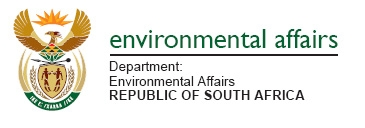 environmental affairs
Department:
Environmental Affairs
REPUBLIC OF SOUTH AFRICA